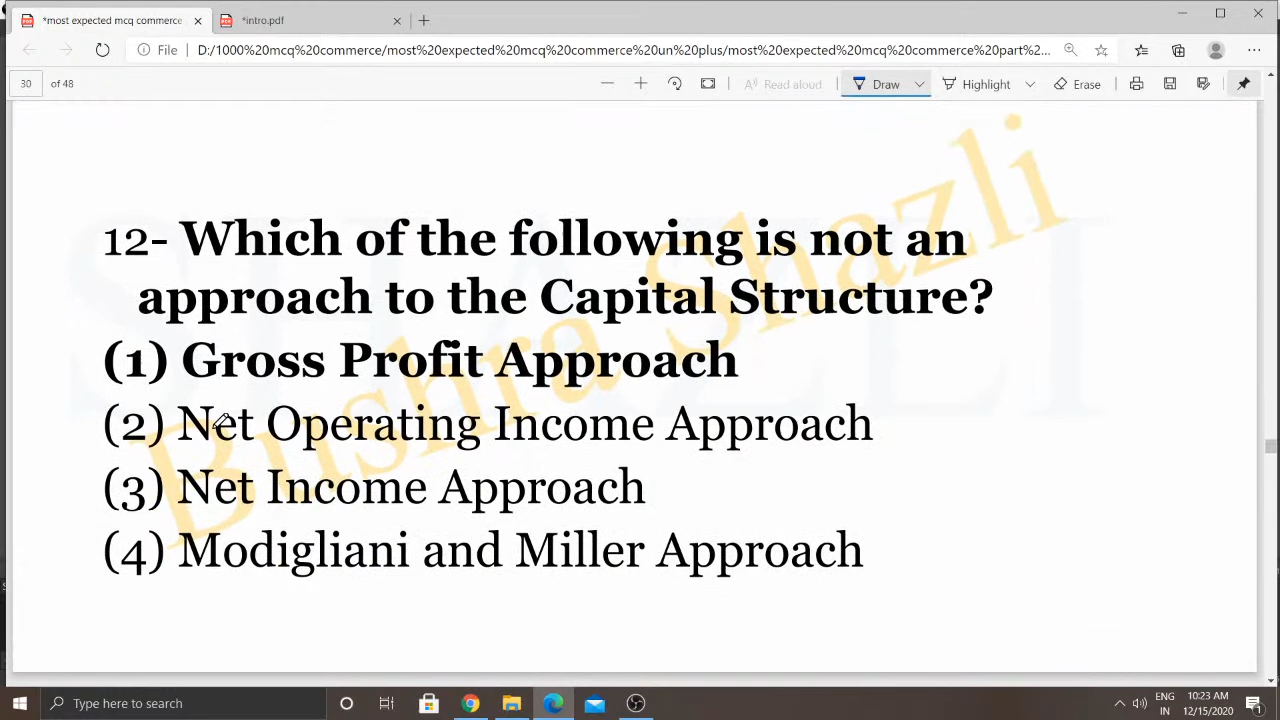 *most expected mcq commerce
*intro.pdf
File
D:/1000%20mcq%20commerce/most%20expected%20mcq%20commerce%20un%20plus/most%20expected%20mcq%20commerce%20part%2...
30 of 48
Read aloud
Draw
Highlight
Erase
12- Which of the following is not an
approach to the Capital Structure?
(1) Gross Profit Approach
(2) Net Operating Income Approach
(3) Net Income Approach
(4) Modigliani and Miller Approach
Bushra Shazli
SHAZLI
Type here to search
ENG
IN
10:23 AM
12/15/2020